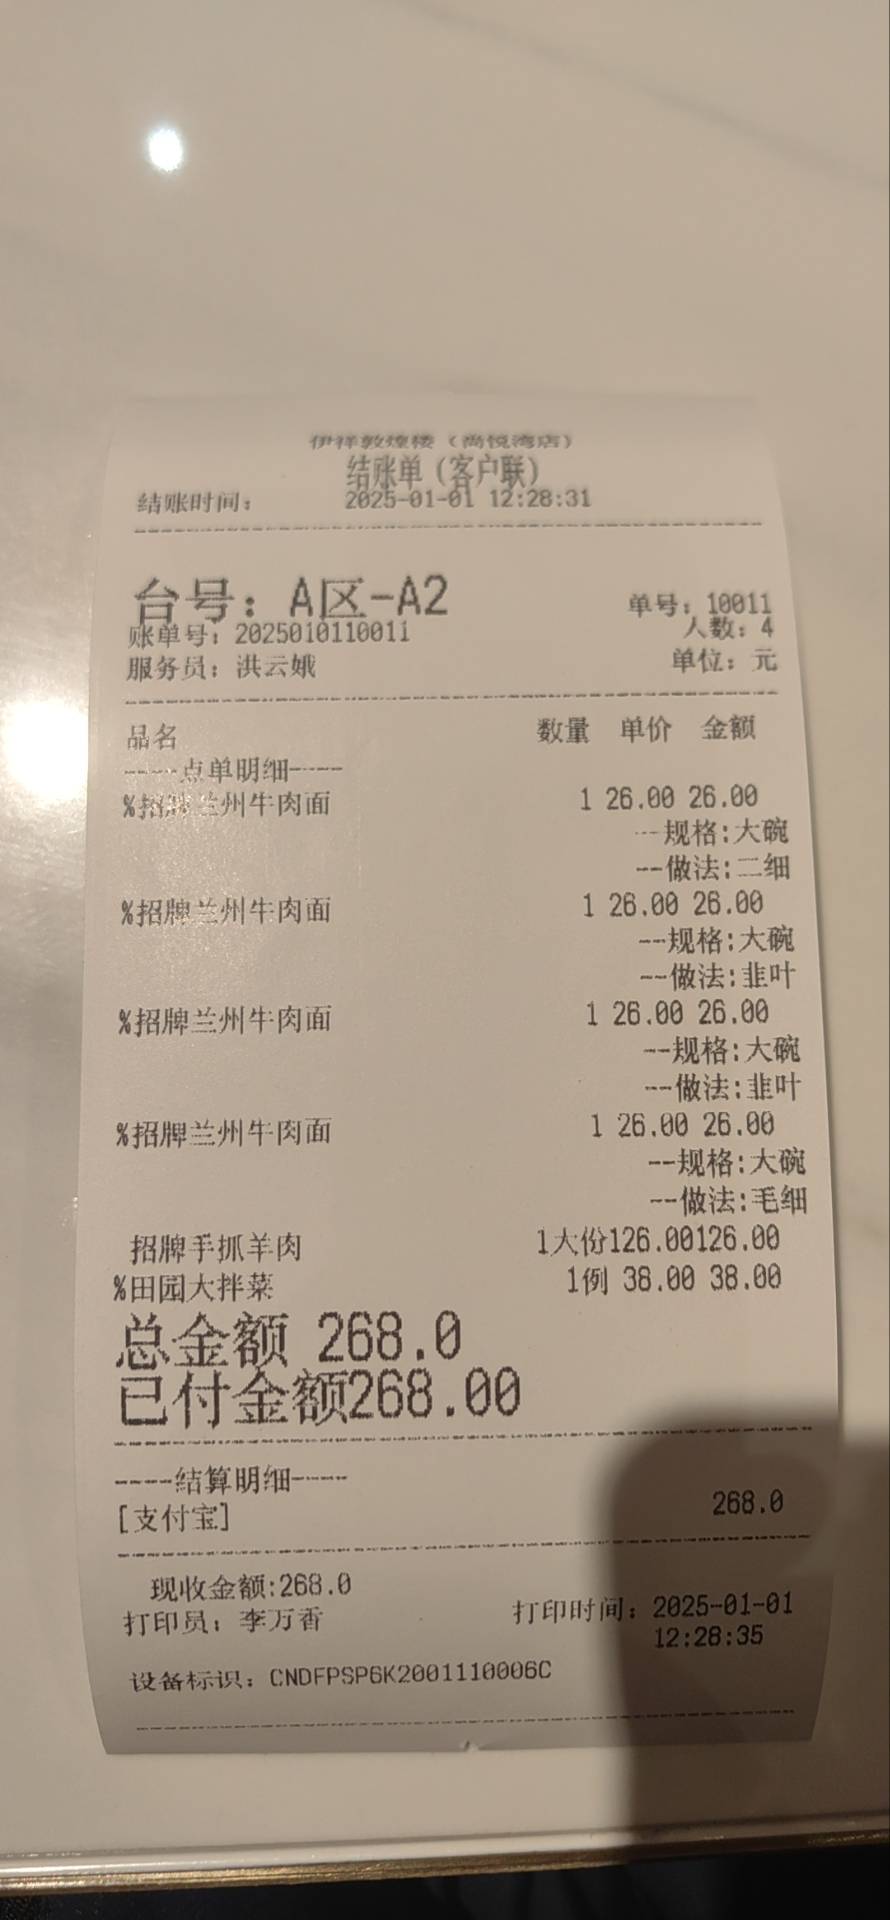 伊祥敦煌楼（尚悦湾店）
结账单（客户联）
结账时间： 2025-01-01 12:28:31
台号：A区-A2
单号：10011
账单号：2025010110011 人数：4
服务员：洪云娥 单位：元
品名 数量 单价 金额
-----点单明细-----
%招牌兰州牛肉面 1 26.00 26.00
--规格:大碗
--做法:二细
%招牌兰州牛肉面 1 26.00 26.00
--规格:大碗
--做法:韭叶
%招牌兰州牛肉面 1 26.00 26.00
--规格:大碗
--做法:韭叶
%招牌兰州牛肉面 1 26.00 26.00
--规格:大碗
--做法:毛细
招牌手抓羊肉 1大份126.00126.00
%田园大拌菜 1例 38.00 38.00
总金额 268.0
已付金额268.00
----结算明细----
[支付宝] 268.0
现收金额:268.0
打印员：李万香 打印时间：2025-01-01
12:28:35
设备标识：CNDFPSP6K2001110006C